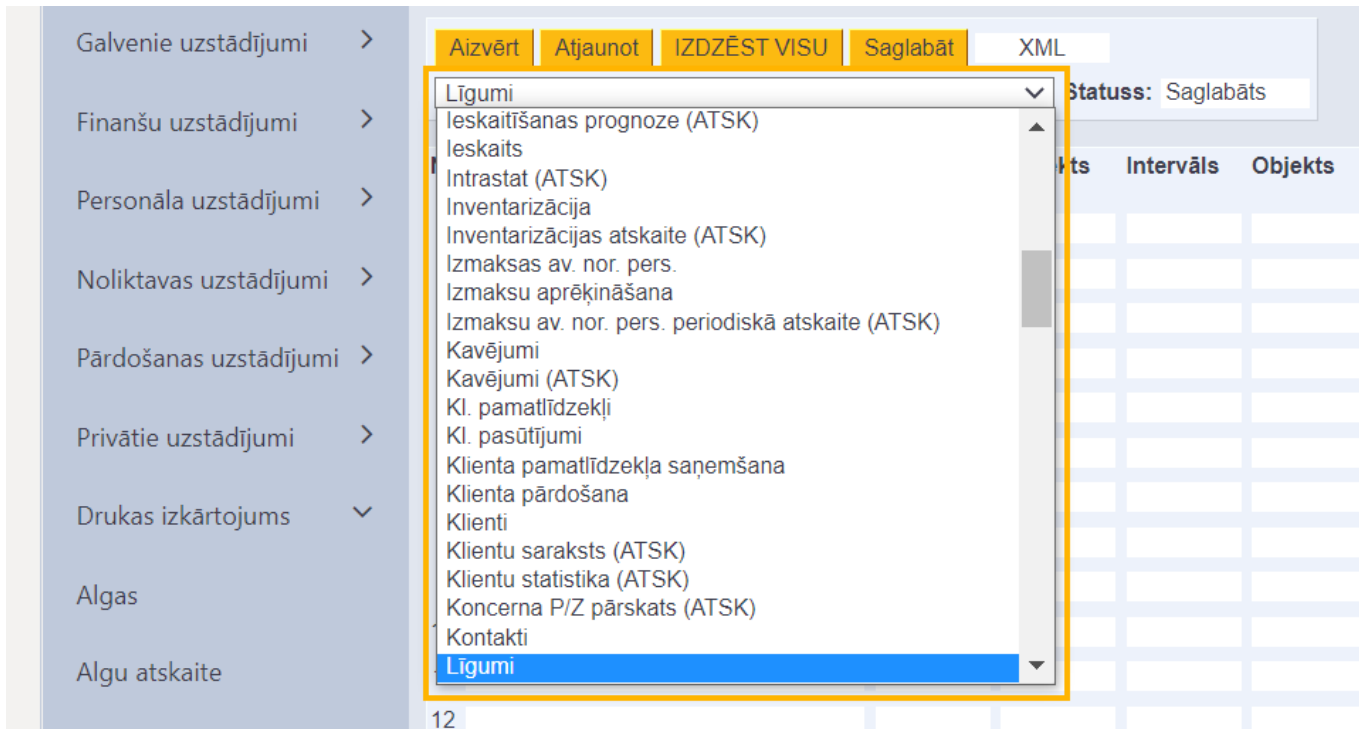 Galvenie uzstādījumi
Finanšu uzstādījumi
Personāla uzstādījumi
Noliktavas uzstādījumi
Pārdošanas uzstādījumi
Privātie uzstādījumi
Drukas izkārtojums
Algas
Algu atskaite
Aizvērt Atjaunot IZDZĒST VISU Saglabāt XML
Līgumi Statuss: Saglabāts
Ieskaitīšanas prognoze (ATSK)
Ieskaits
Intrastat (ATSK)
Inventarizācija
Inventarizācijas atskaite (ATSK)
Izmaksas av. nor. pers.
Izmaksu aprēķināšana
Izmaksu av. nor. pers. periodiskā atskaite (ATSK)
Kavējumi
Kavējumi (ATSK)
Kl. pamatlīdzekļi
Kl. pasūtījumi
Klienta pamatlīdzekļa saņemšana
Klienta pārdošana
Klienti
Klientu saraksts (ATSK)
Klientu statistika (ATSK)
Koncerna P/Z pārskats (ATSK)
Kontakti
Līgumi
Intervāls Objekts
12